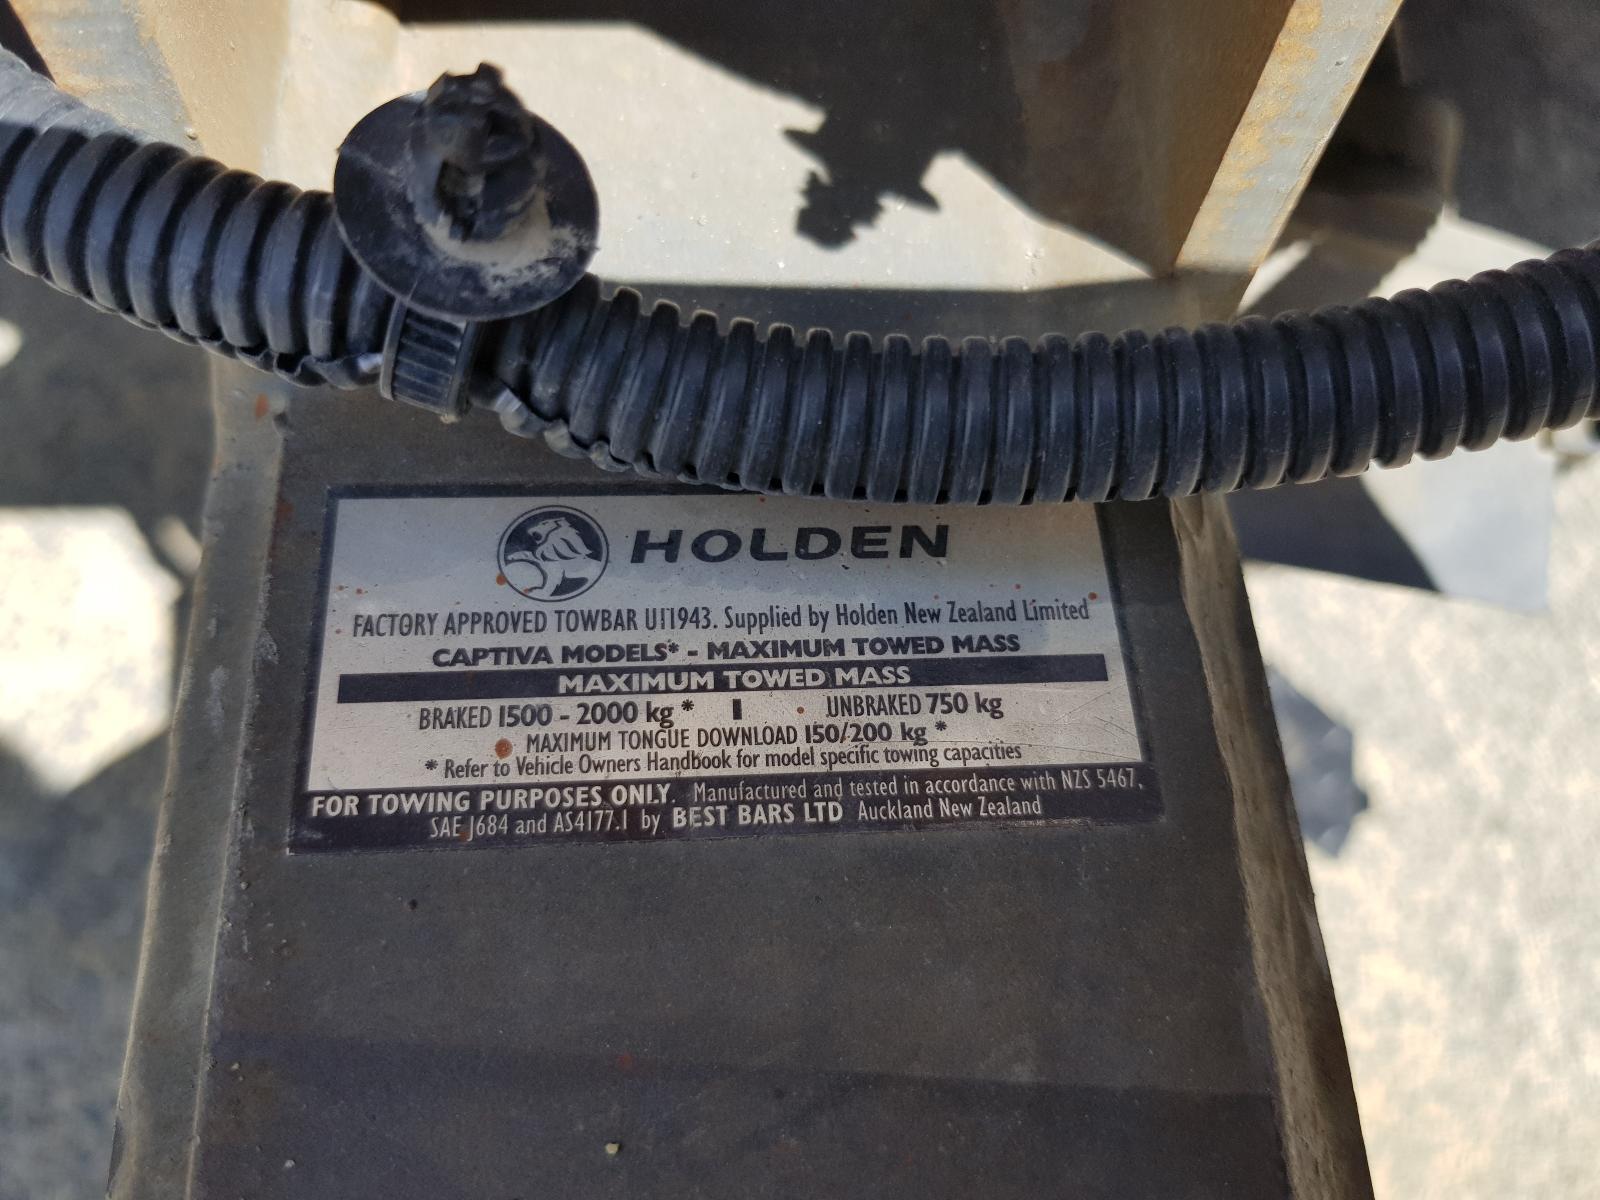 HOLDEN
FACTORY APPROVED TOWBAR U11943. Supplied by Holden New Zealand Limited
CAPTIVA MODELS* - MAXIMUM TOWED MASS
MAXIMUM TOWED MASS
BRAKED 1500 - 2000 kg * | UNBRAKED 750 kg
MAXIMUM TONGUE DOWNLOAD 150/200 kg *
* Refer to Vehicle Owners Handbook for model specific towing capacities
FOR TOWING PURPOSES ONLY. Manufactured and tested in accordance with NZS 5467,
SAE J684 and AS4177.1 by BEST BARS LTD Auckland New Zealand